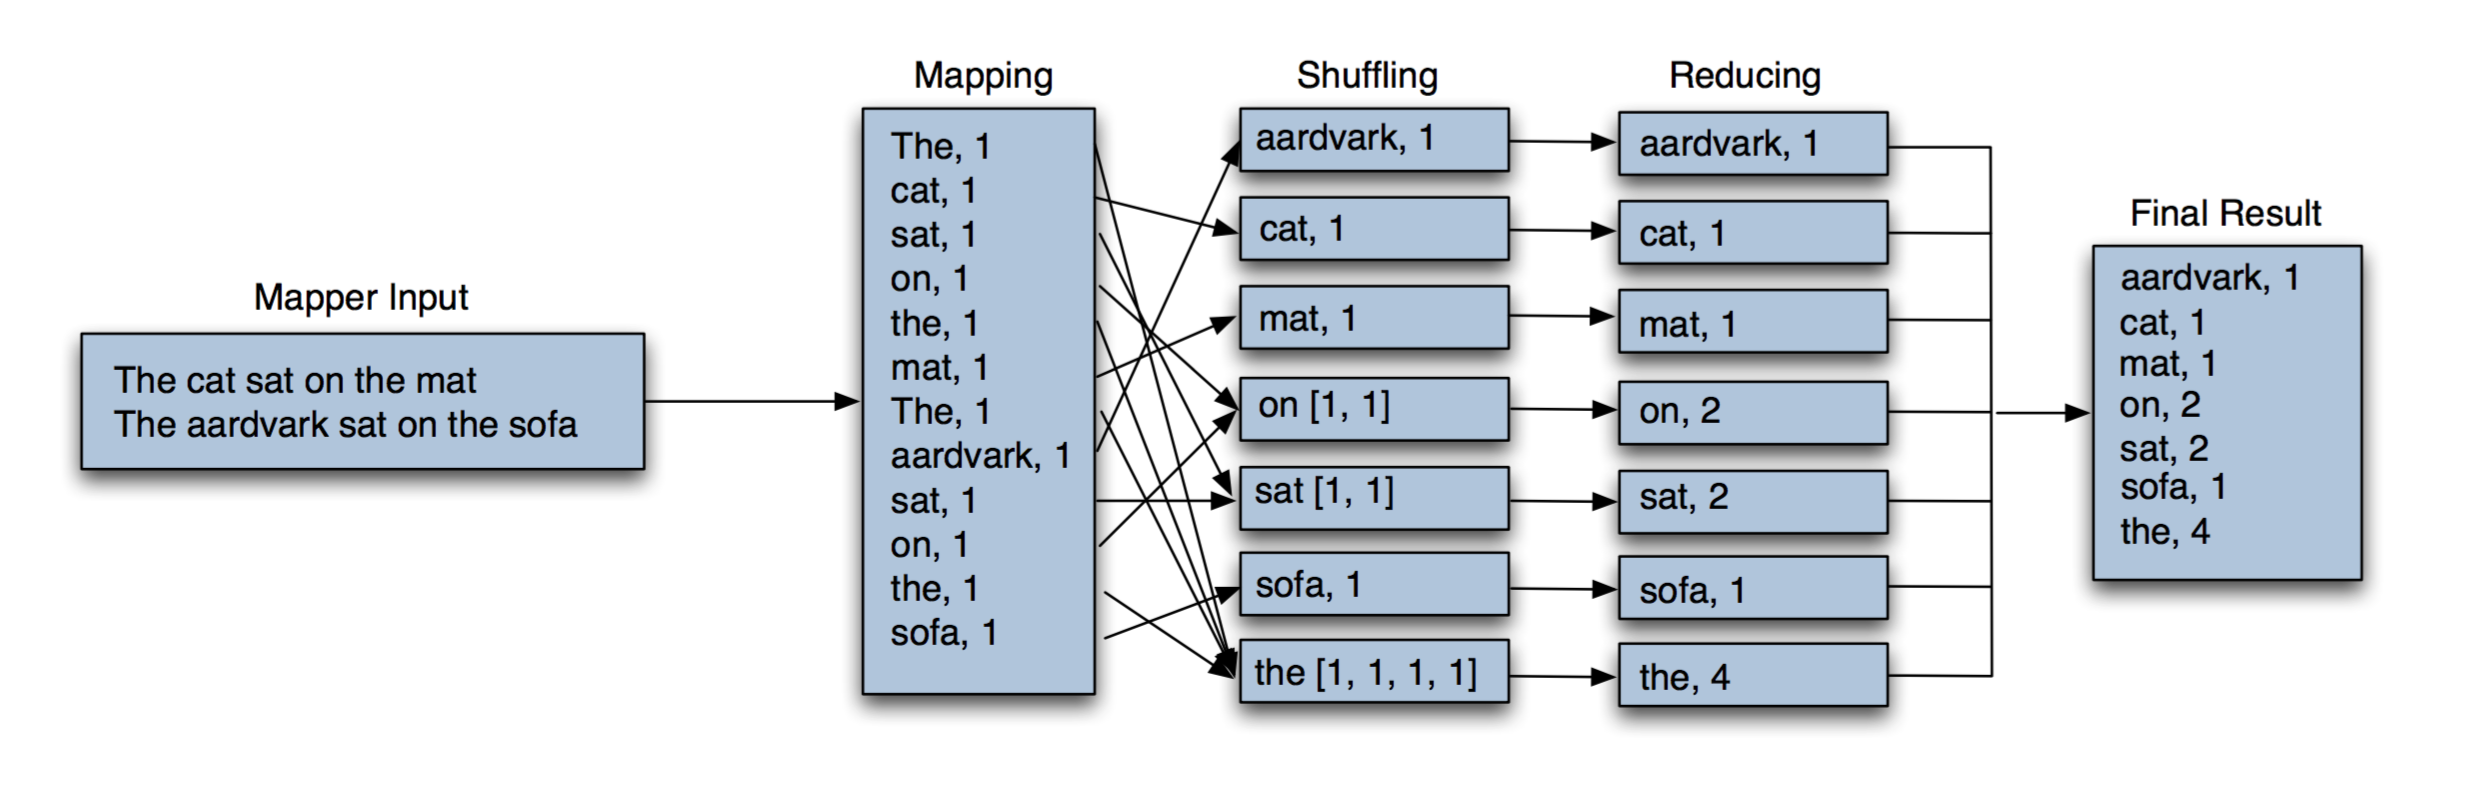 Mapper Input
The cat sat on the mat
The aardvark sat on the sofa
Mapping
The, 1
cat, 1
sat, 1
on, 1
the, 1
mat, 1
The, 1
aardvark, 1
sat, 1
on, 1
the, 1
sofa, 1
Shuffling
aardvark, 1
cat, 1
mat, 1
on [1, 1]
sat [1, 1]
sofa, 1
the [1, 1, 1, 1]
Reducing
aardvark, 1
cat, 1
mat, 1
on, 2
sat, 2
sofa, 1
the, 4
Final Result
aardvark, 1
cat, 1
mat, 1
on, 2
sat, 2
sofa, 1
the, 4